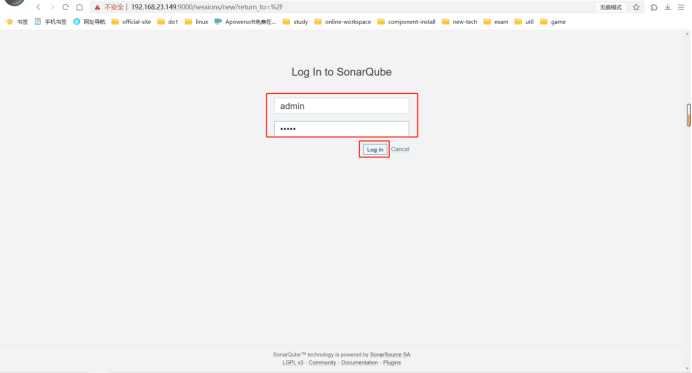 不安全 192.168.23.149:9000/sessions/new?return_to=%2F 无痕模式
书签 手机书签 网址导航 official-site do1 linux Apowersoft免费在... study online-workspace component-install new-tech exam util game
Log In to SonarQube
admin
•••••
Log in Cancel
SonarQube™ technology is powered by SonarSource SA
LGPL v3 - Community - Documentation - Plugins